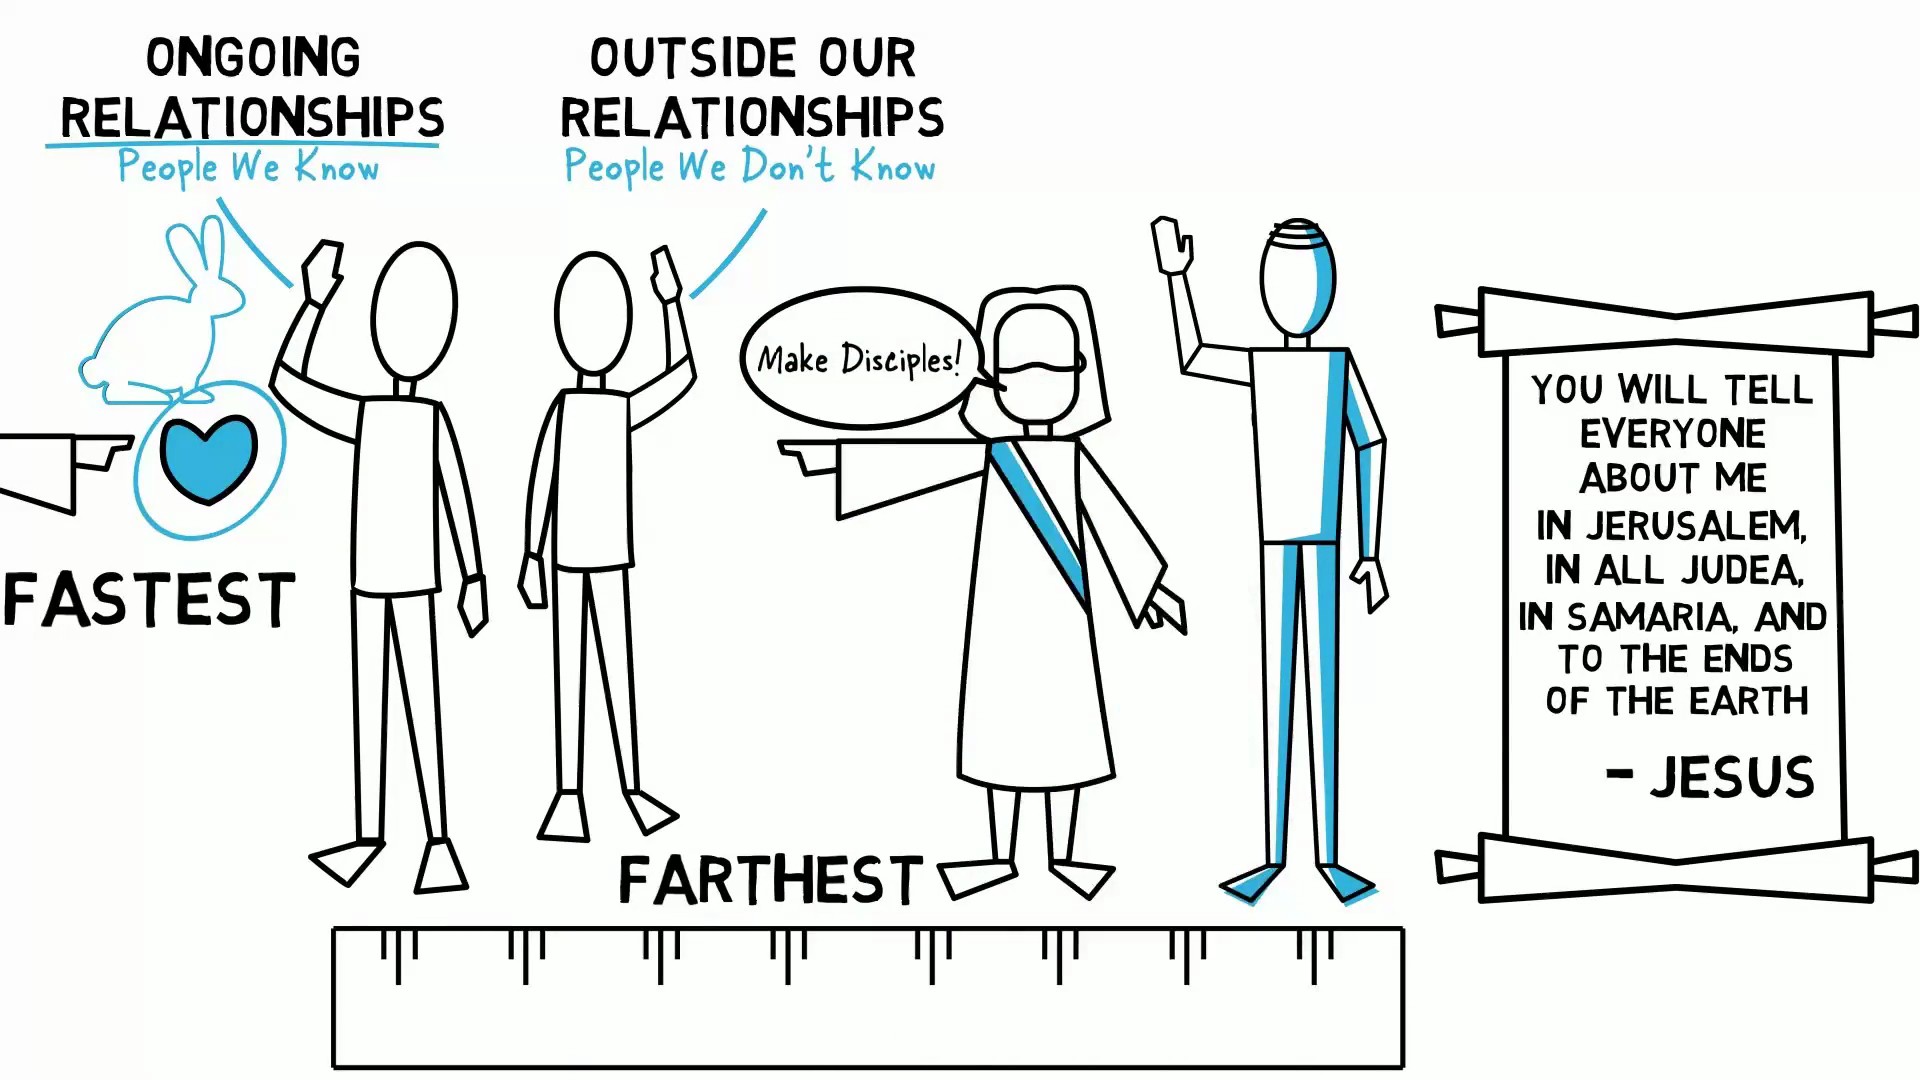 ONGOING
RELATIONSHIPS
People We Know
OUTSIDE OUR
RELATIONSHIPS
People We Don't Know
Make Disciples!
FASTEST
FARTHEST
YOU WILL TELL
EVERYONE
ABOUT ME
IN JERUSALEM,
IN ALL JUDEA,
IN SAMARIA, AND
TO THE ENDS
OF THE EARTH
- JESUS